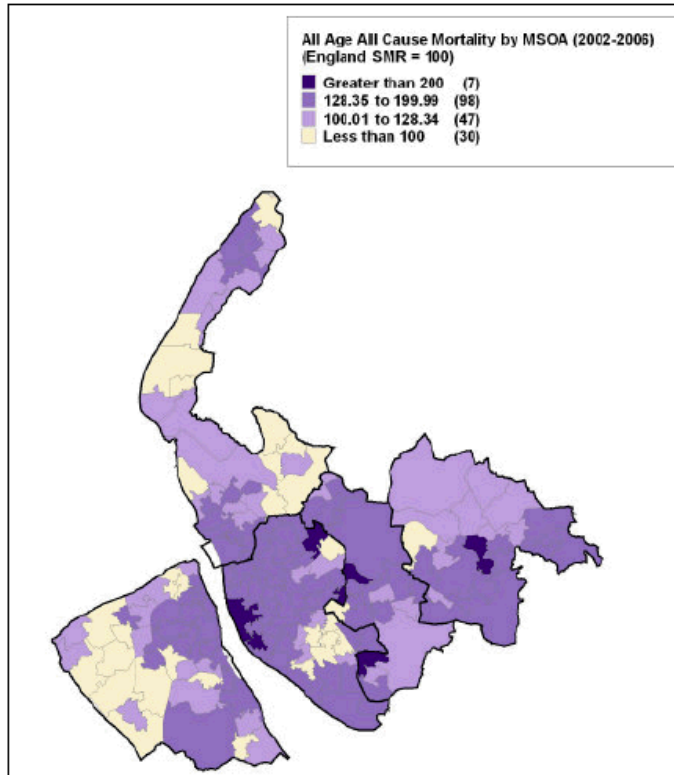 All Age All Cause Mortality by MSOA (2002-2006)
(England SMR = 100)
Greater than 200 (7)
128.35 to 199.99 (98)
100.01 to 128.34 (47)
Less than 100 (30)